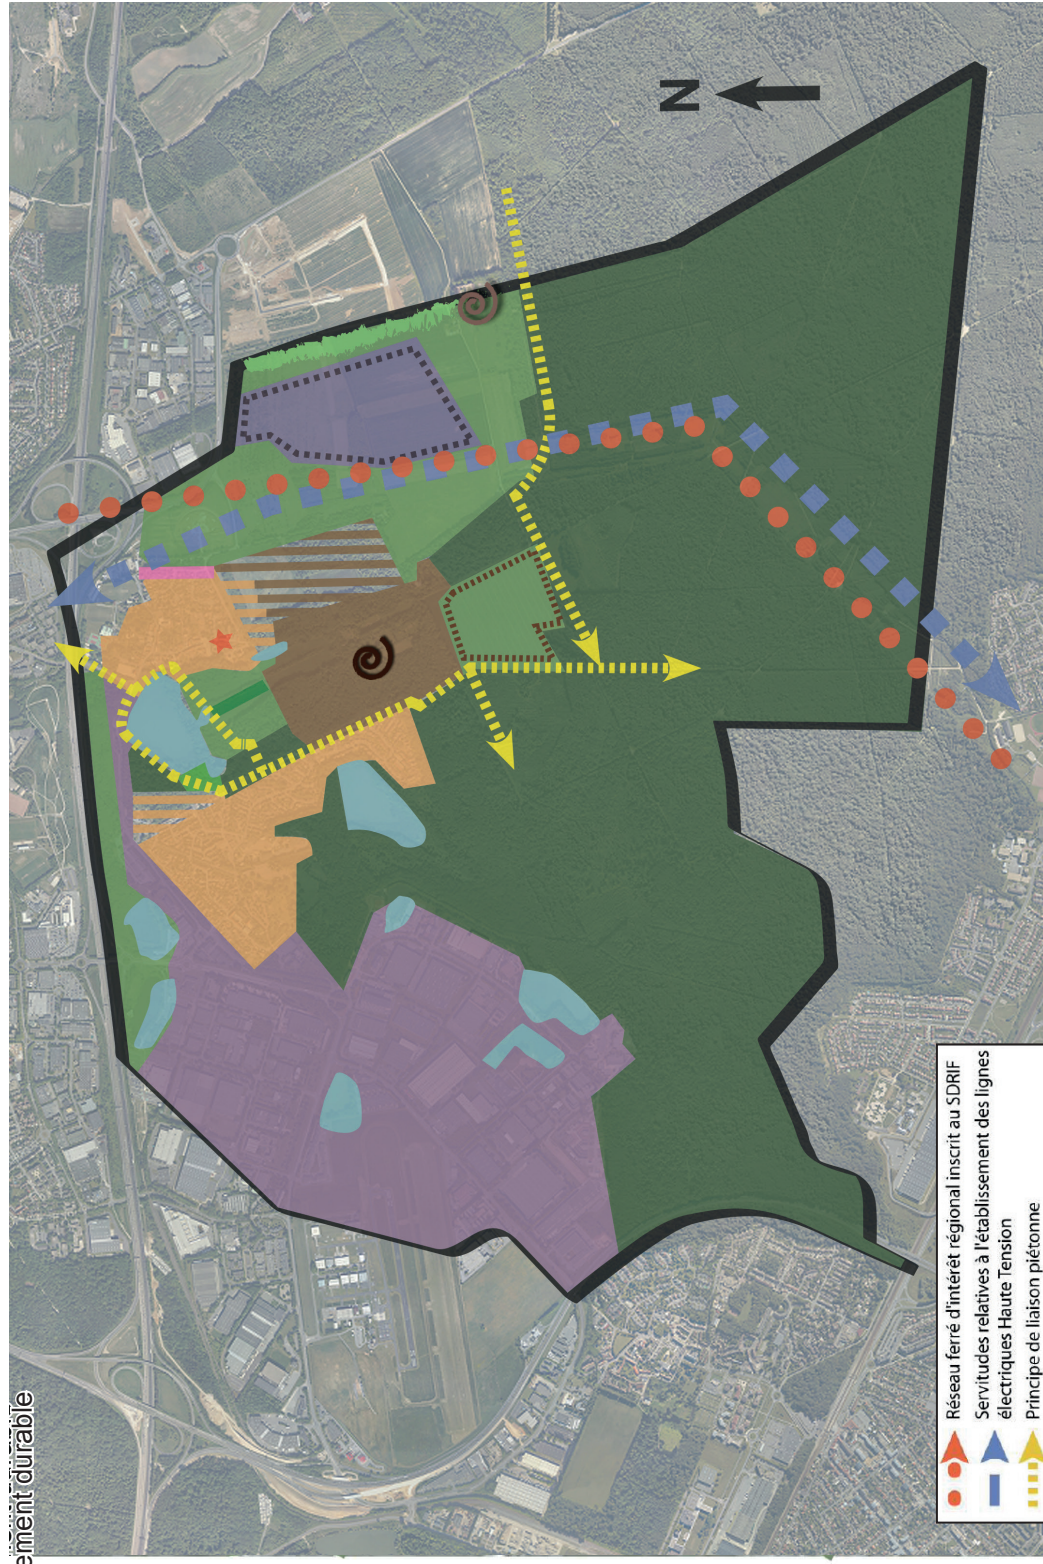 ement durable
N
Réseau ferré d'intérêt régional inscrit au SDRIF
Servitudes relatives à l'établissement des lignes
électriques Haute Tension
Principe de liaison piétonne